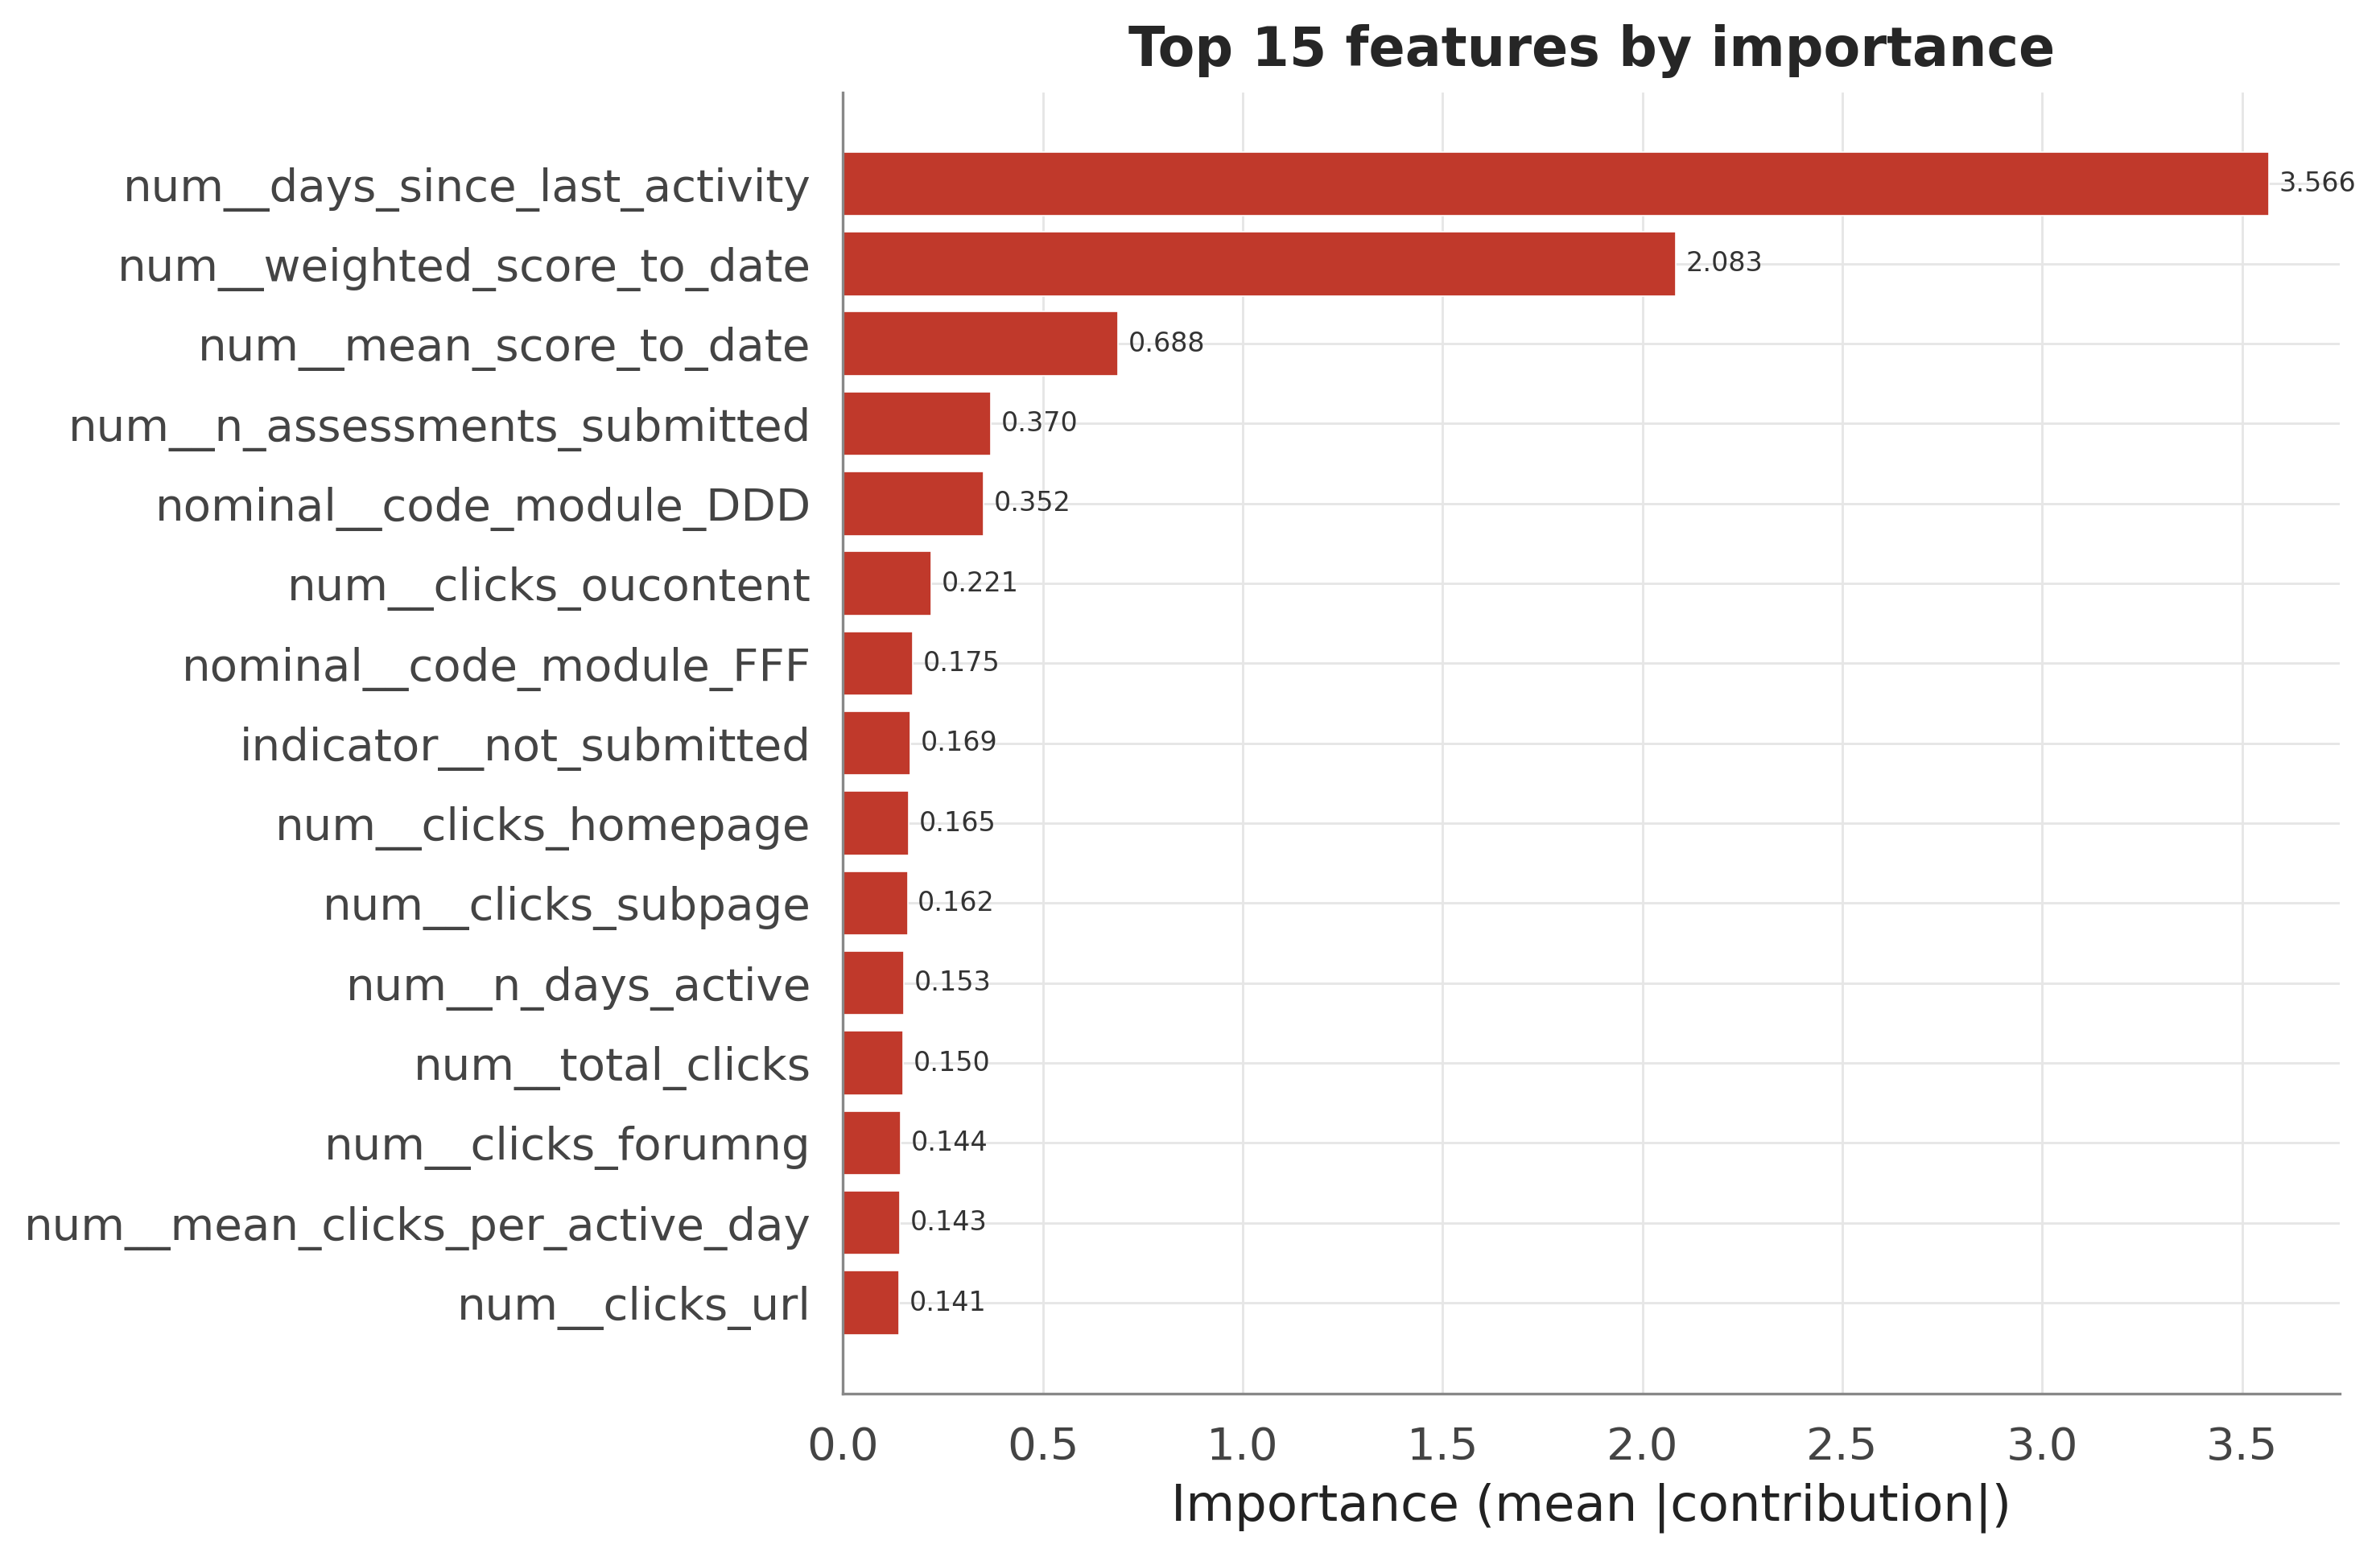 Top 15 features by importance
num__days_since_last_activity 3.566
num__weighted_score_to_date 2.083
num__mean_score_to_date 0.688
num__n_assessments_submitted 0.370
nominal__code_module_DDD 0.352
num__clicks_oucontent 0.221
nominal__code_module_FFF 0.175
indicator__not_submitted 0.169
num__clicks_homepage 0.165
num__clicks_subpage 0.162
num__n_days_active 0.153
num__total_clicks 0.150
num__clicks_forumng 0.144
num__mean_clicks_per_active_day 0.143
num__clicks_url 0.141
0.0 0.5 1.0 1.5 2.0 2.5 3.0 3.5
Importance (mean |contribution|)